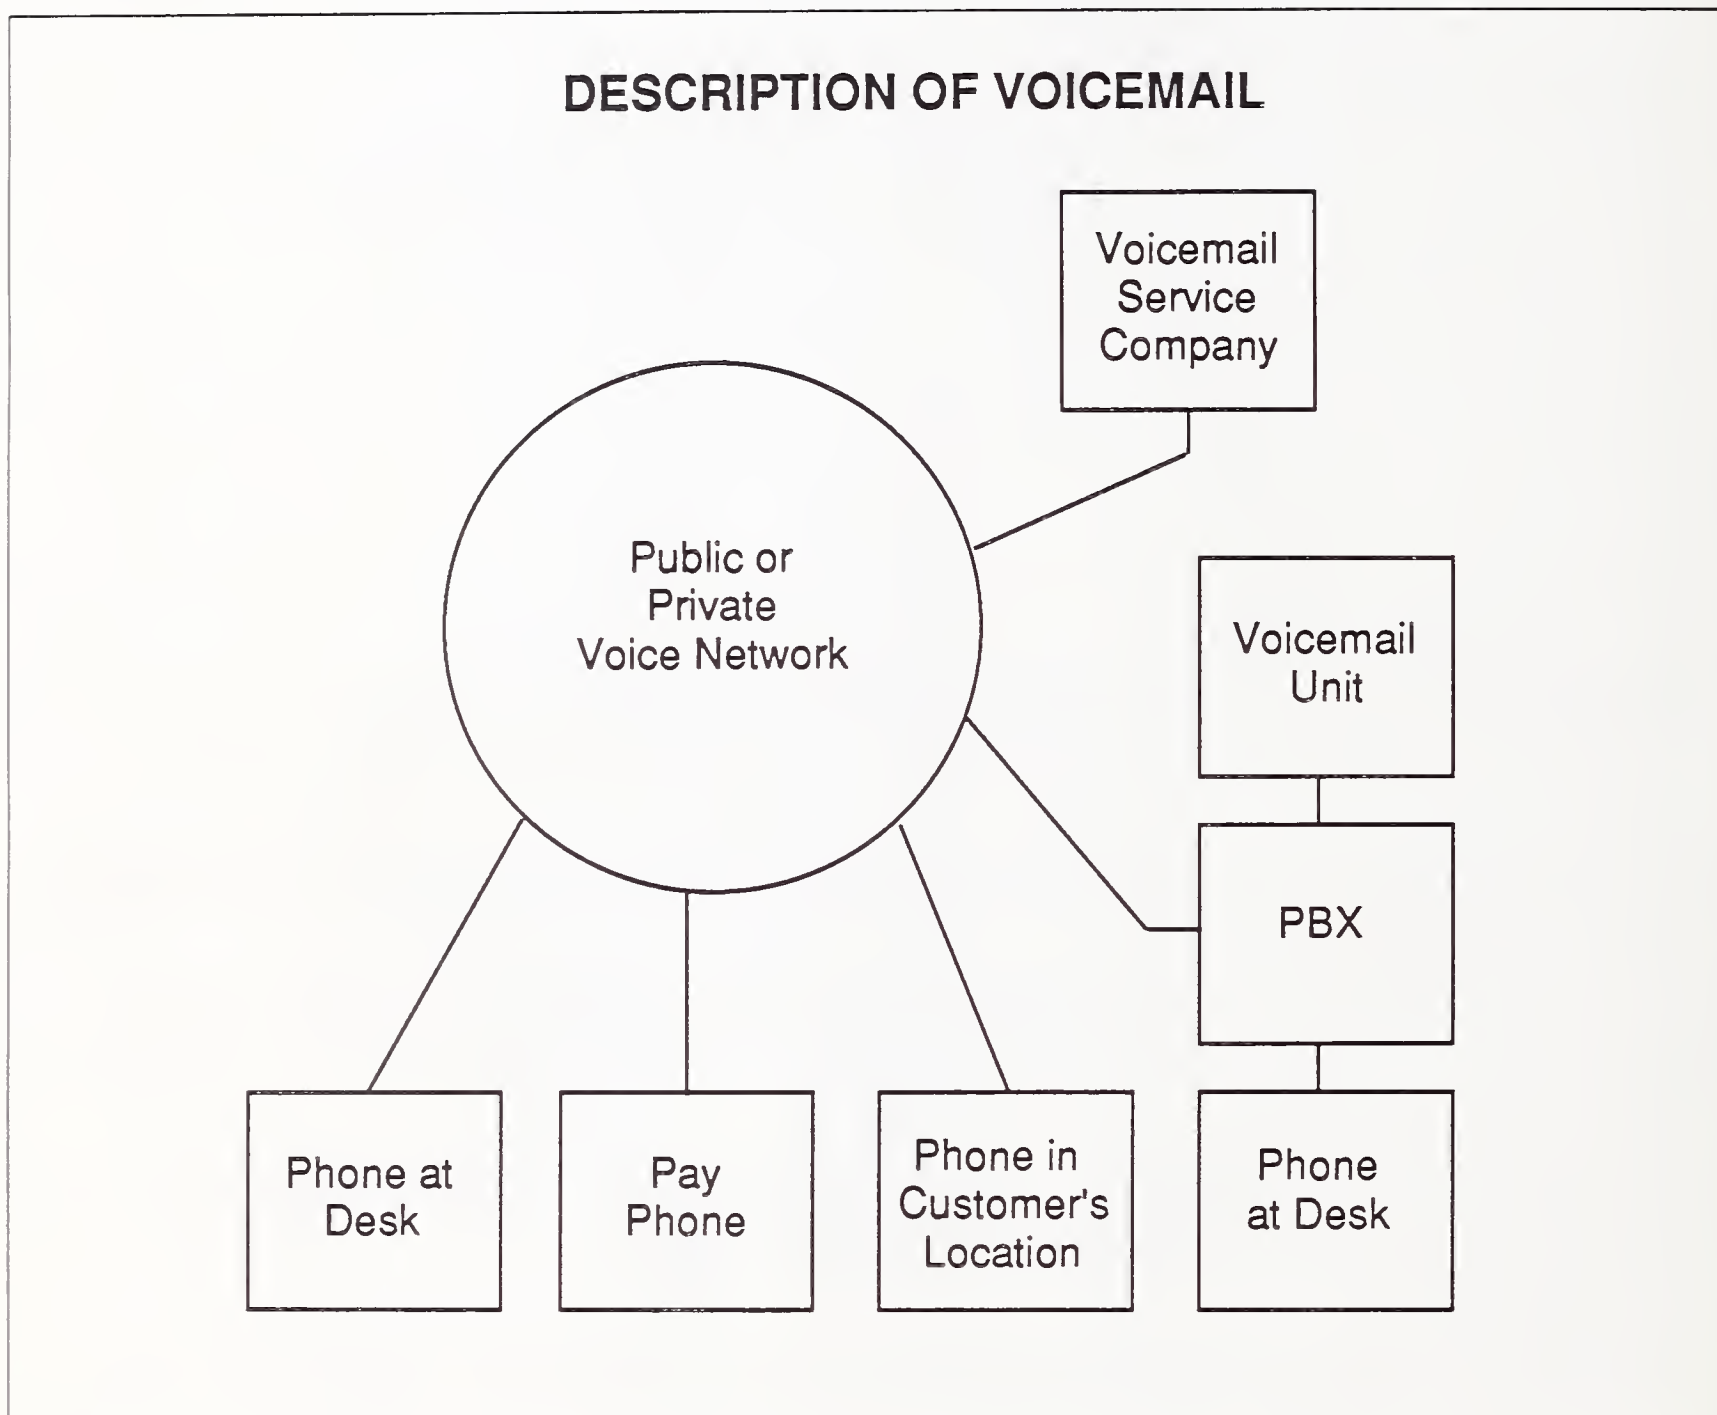 DESCRIPTION OF VOICEMAIL
Voicemail
Service
Company
Public or
Private
Voice Network
Voicemail
Unit
PBX
Phone at
Desk
Pay
Phone
Phone in
Customer's
Location
Phone
at Desk